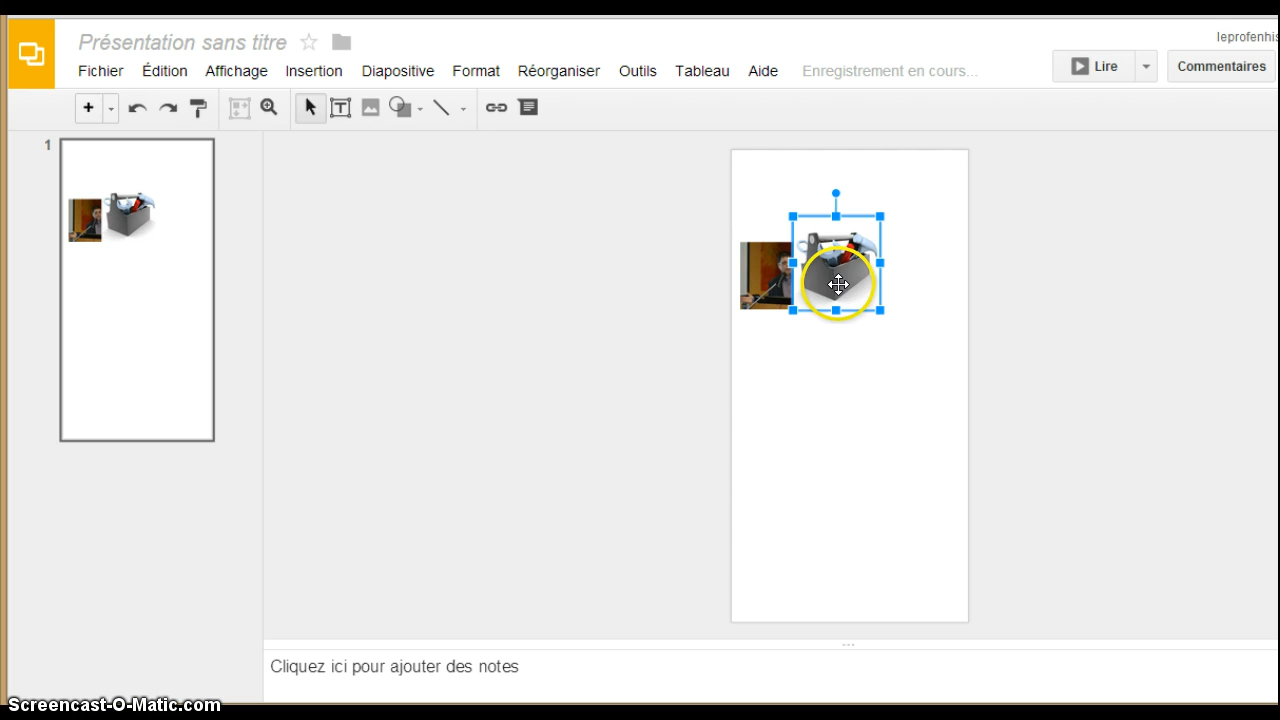 Présentation sans titre
leprofenhis
Fichier Édition Affichage Insertion Diapositive Format Réorganiser Outils Tableau Aide Enregistrement en cours...
Lire
Commentaires
1
Cliquez ici pour ajouter des notes
Screencast-O-Matic.com